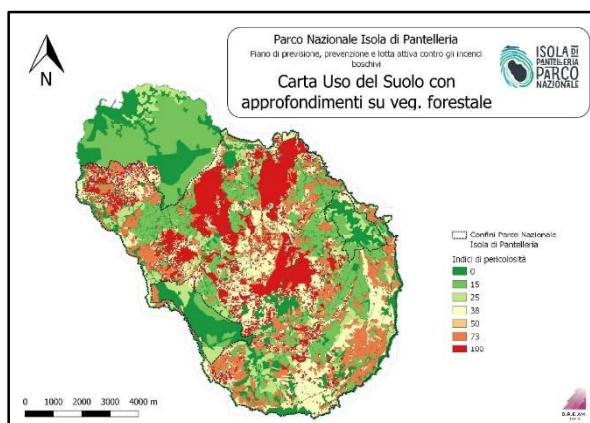 Parco Nazionale Isola di Pantelleria
Piano di previsione, prevenzione e lotta attiva contro gli incendi
boschivi
Carta Uso del Suolo con
approfondimenti su veg. forestale
ISOLA DI
PANTELLERIA
PARCO
NAZIONALE
N
Confini Parco Nazionale
Isola di Pantelleria
Indici di pericolosità
0
15
25
38
50
73
100
0 1000 2000 3000 4000 m
D.R.E.AM.